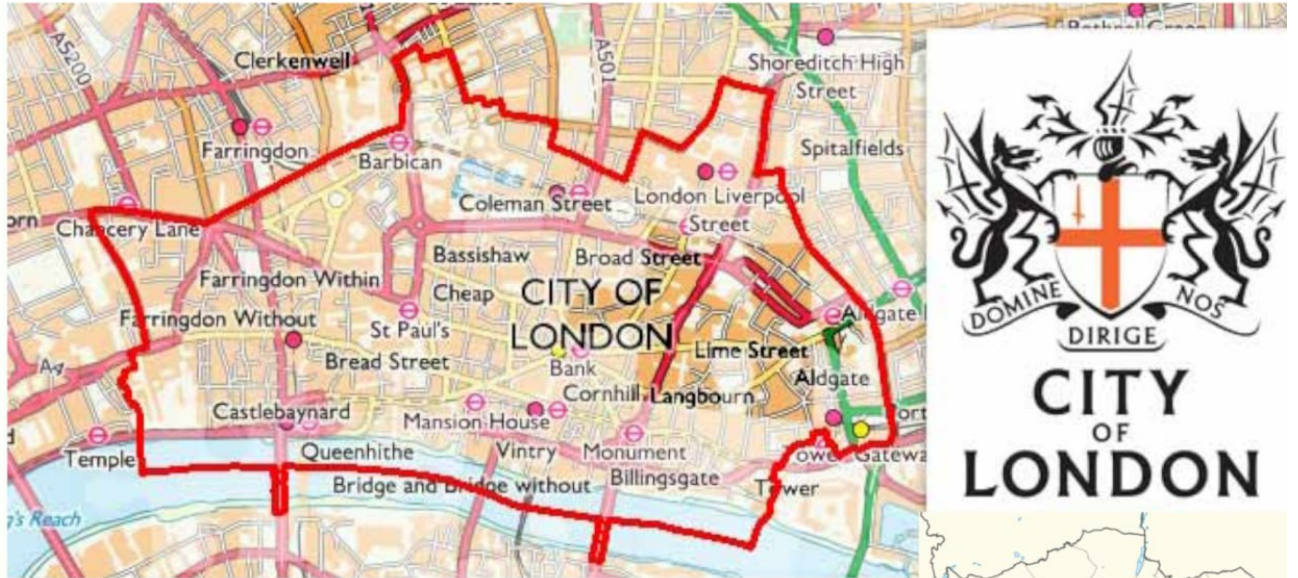 A5200
Clerkenwell
A501
Shoreditch High
Street
Farringdon
Barbican
Spitalfields
Coleman Street
London Liverpool
Street
Chancery Lane
orn
Bassishaw
Broad Street
Farringdon Within
Cheap
CITY OF
LONDON
Farringdon Without
St Paul's
Lime Street
Bread Street
Bank
A4
Aldgate
Cornhill
Langbourn
Castlebaynard
Mansion House
Temple
Queenhithe
Vintry
Monument
Bridge and Bridge without
Billingsgate
Tower
g's Reach
DOMINE
DIRIGE
NOS
CITY
OF
LONDON